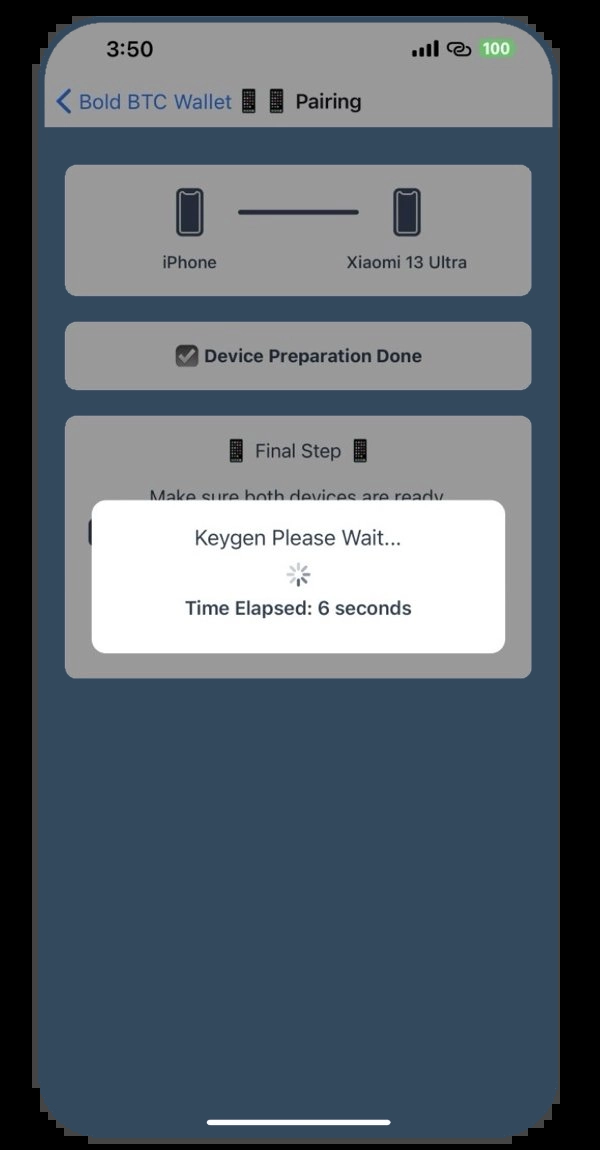 3:50
100
Bold BTC Wallet
Pairing
iPhone
Xiaomi 13 Ultra
Device Preparation Done
Final Step
Make sure both devices are ready
Keygen Please Wait...
Time Elapsed: 6 seconds